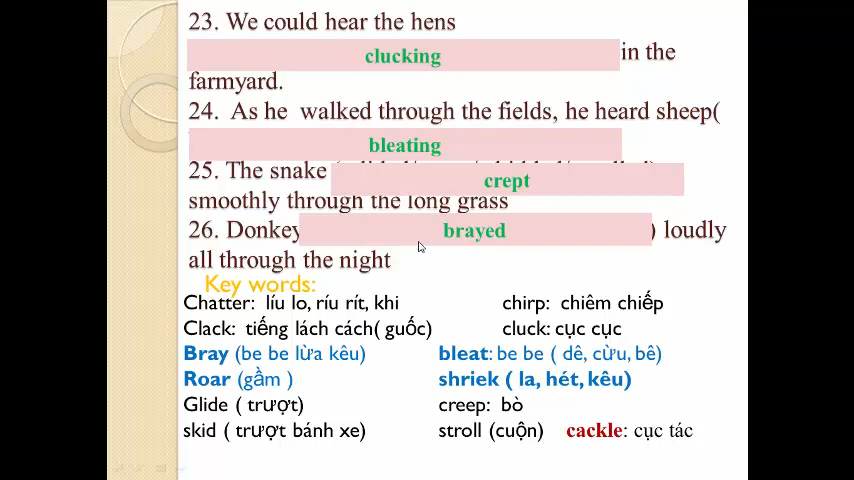 23. We could hear the hens
clucking in the
farmyard.
24. As he walked through the fields, he heard sheep(
bleating
25. The snake crept
smoothly through the long grass
26. Donkey brayed ) loudly
all through the night
Key words:
Chatter: líu lo, ríu rít, khi chirp: chiêm chiếp
Clack: tiếng lách cách( guốc) cluck: cục cục
Bray (be be lừa kêu) bleat: be be ( dê, cừu, bê)
Roar (gầm ) shriek ( la, hét, kêu)
Glide ( trượt) creep: bò
skid ( trượt bánh xe) stroll (cuộn) cackle: cục tác